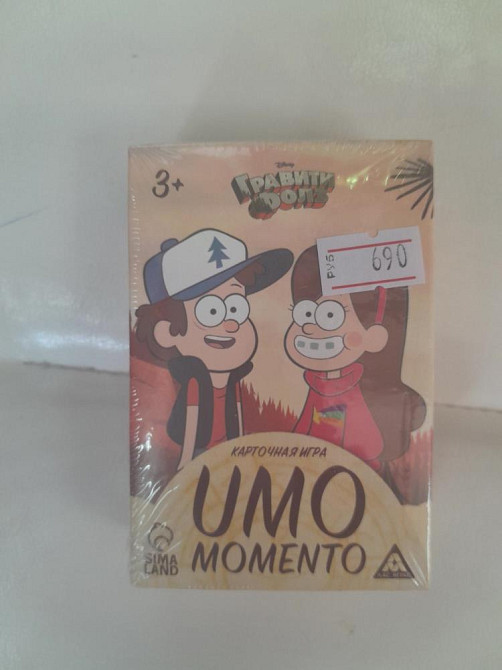 3+
Disney
ГРАВИТИ
ФОЛЗ
РУБ
690
КАРТОЧНАЯ ИГРА
UMO
MOMENTO
SIMA
LAND